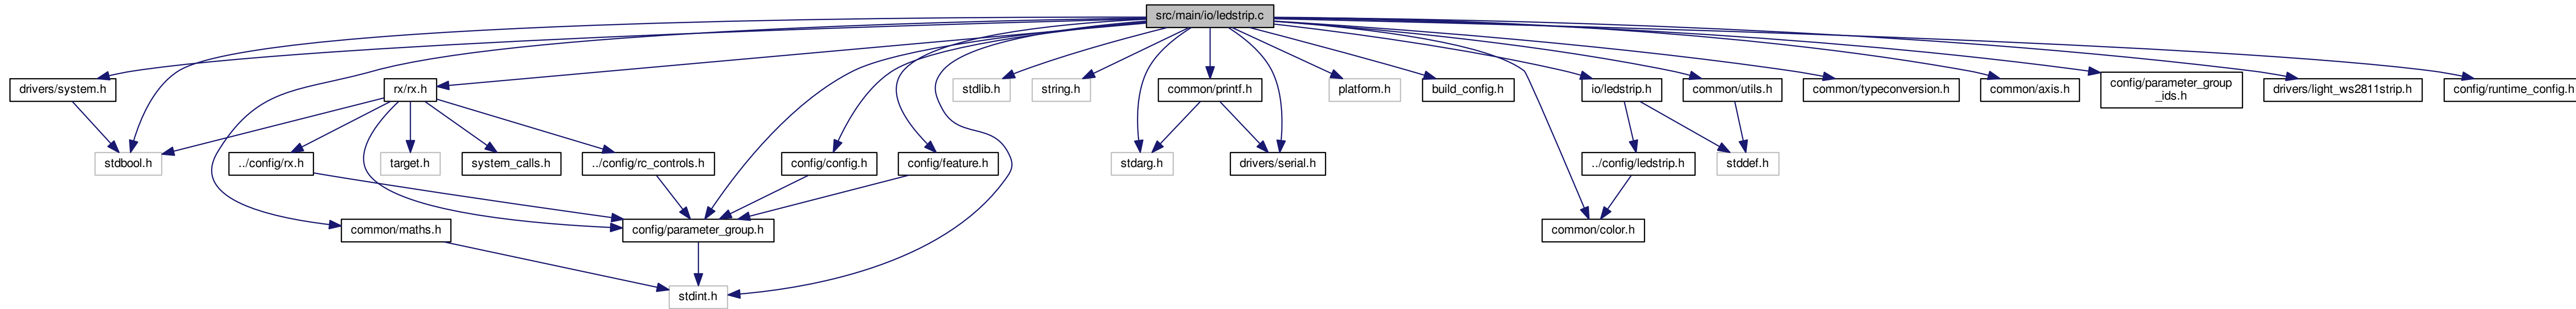 src/main/io/ledstrip.c
drivers/system.h
rx/rx.h
stdlib.h
string.h
common/printf.h
platform.h
build_config.h
io/ledstrip.h
common/utils.h
common/typeconversion.h
common/axis.h
config/parameter_group
_ids.h
drivers/light_ws2811strip.h
config/runtime_config.h
stdbool.h
../config/rx.h
target.h
system_calls.h
../config/rc_controls.h
config/config.h
config/feature.h
stdarg.h
drivers/serial.h
../config/ledstrip.h
stddef.h
common/maths.h
config/parameter_group.h
common/color.h
stdint.h